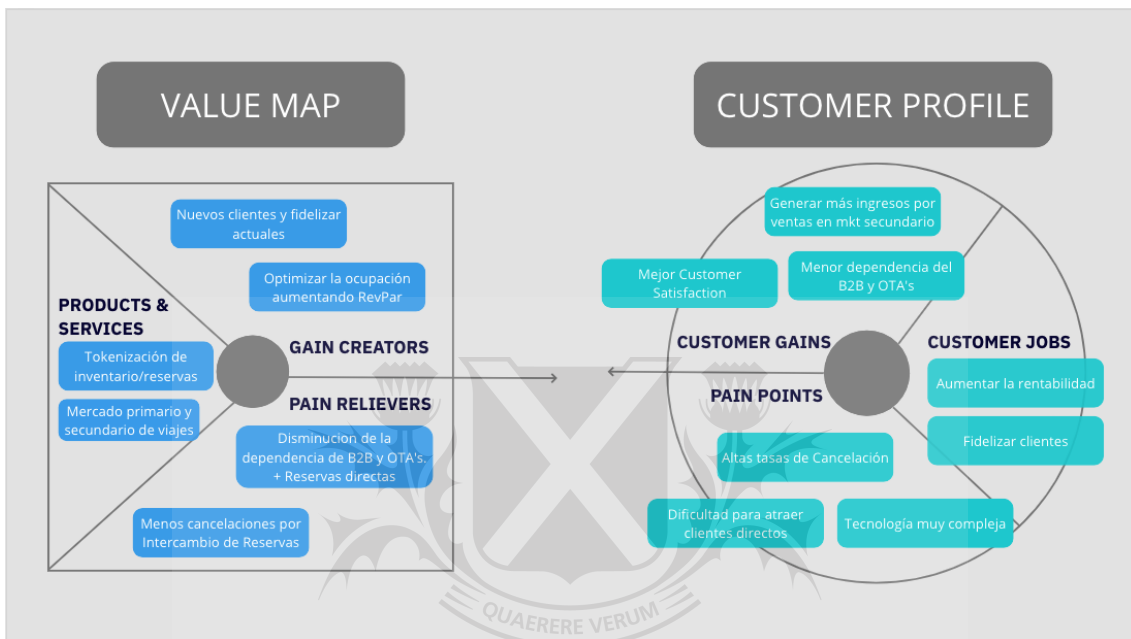 VALUE MAP
Nuevos clientes y fidelizar
actuales
Optimizar la ocupación
aumentando RevPar
PRODUCTS &
SERVICES
Tokenización de
inventario/reservas
Mercado primario y
secundario de viajes
GAIN CREATORS
PAIN RELIEVERS
Disminucion de la
dependencia de B2B y OTA's.
+ Reservas directas
Menos cancelaciones por
Intercambio de Reservas
CUSTOMER PROFILE
Generar más ingresos por
ventas en mkt secundario
Mejor Customer
Satisfaction
Menor dependencia del
B2B y OTA's
CUSTOMER GAINS
PAIN POINTS
CUSTOMER JOBS
Aumentar la rentabilidad
Fidelizar clientes
Altas tasas de Cancelación
Dificultad para atraer
clientes directos
Tecnología muy compleja
QUAERERE VERUM